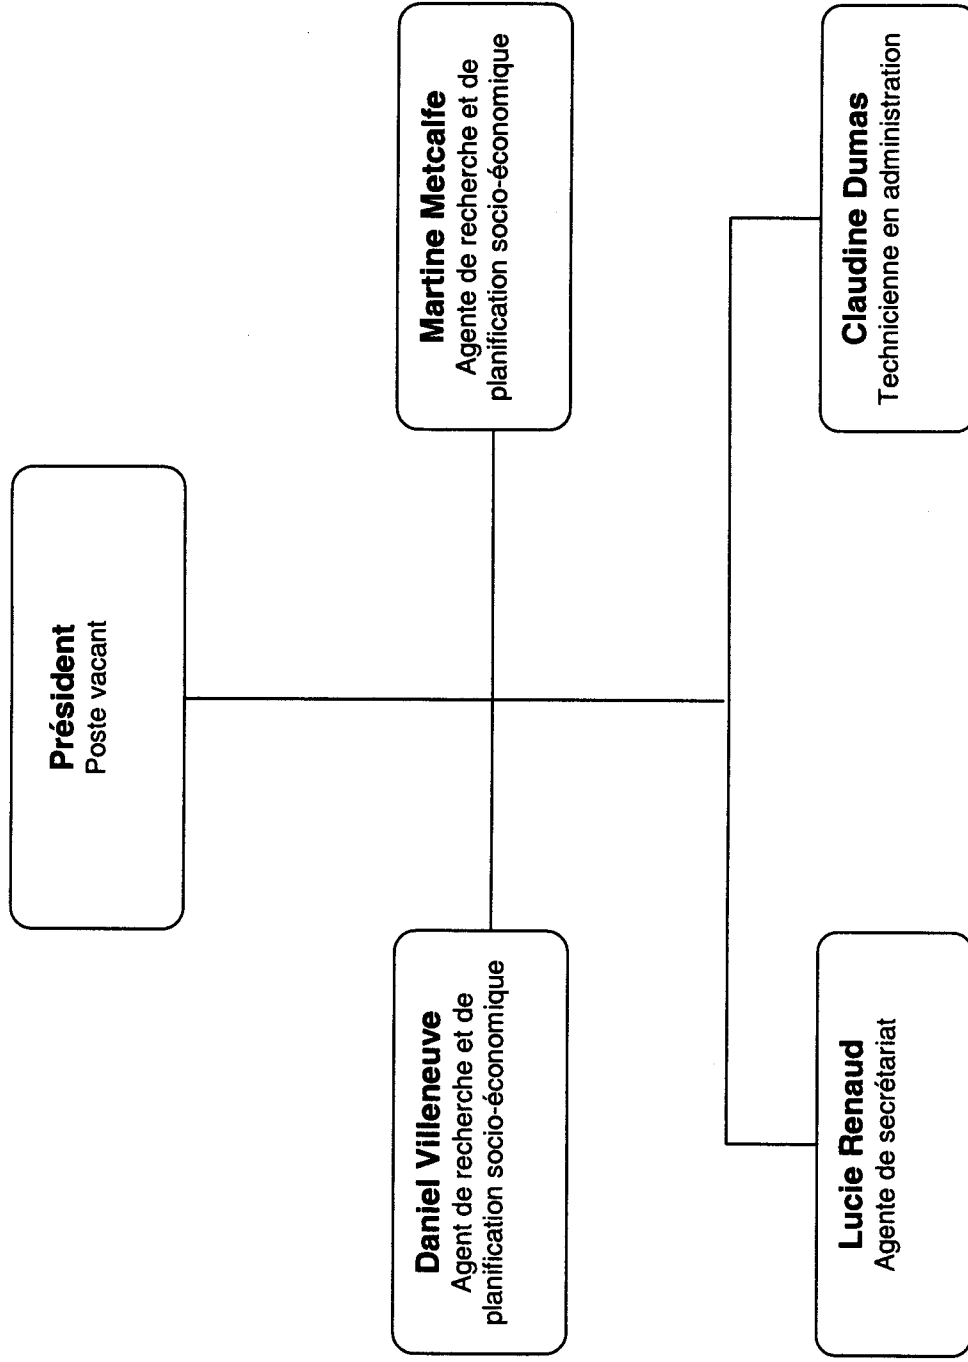 Président
Poste vacant
Daniel Villeneuve
Agent de recherche et de
planification socio-économique
Martine Metcalfe
Agente de recherche et de
planification socio-économique
Lucie Renaud
Agente de secrétariat
Claudine Dumas
Technicienne en administration